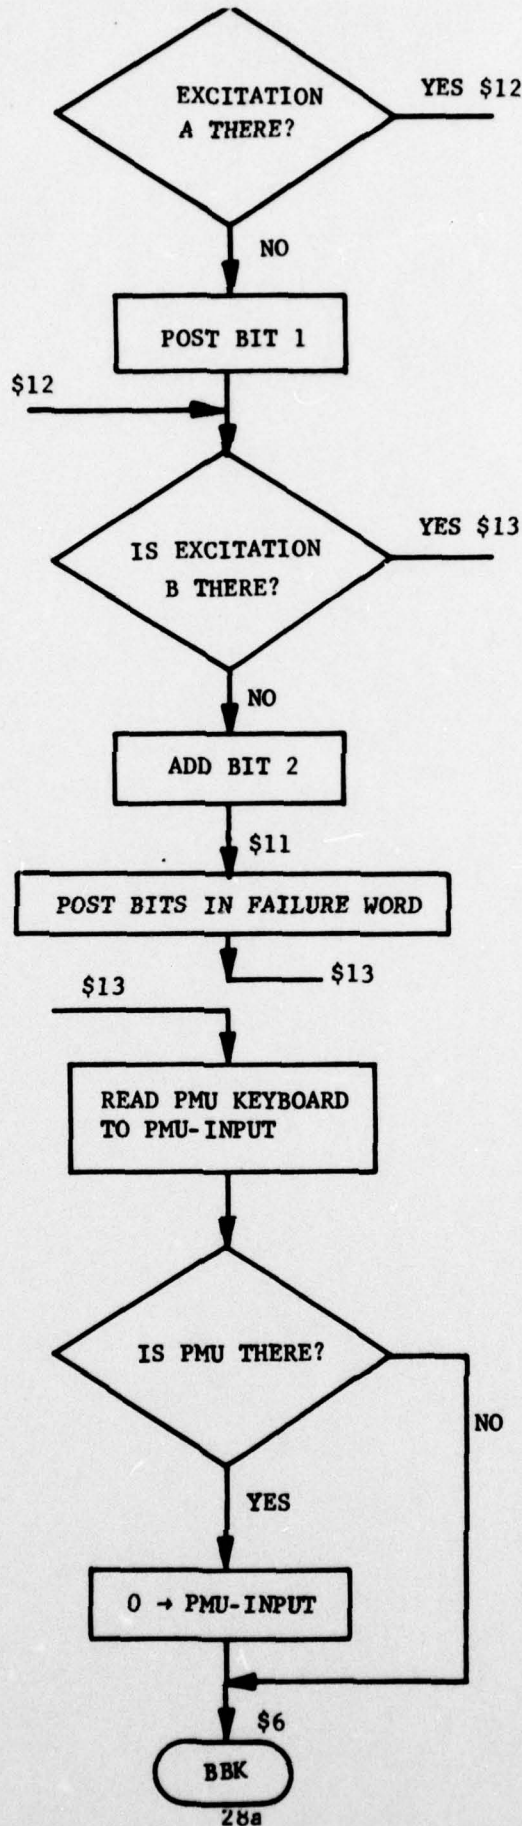 EXCITATION
A THERE?
YES $12
NO
POST BIT 1
$12
IS EXCITATION
B THERE?
YES $13
NO
ADD BIT 2
$11
POST BITS IN FAILURE WORD
$13
$13
READ PMU KEYBOARD
TO PMU-INPUT
IS PMU THERE?
NO
YES
0 → PMU-INPUT
$6
BBK
28a